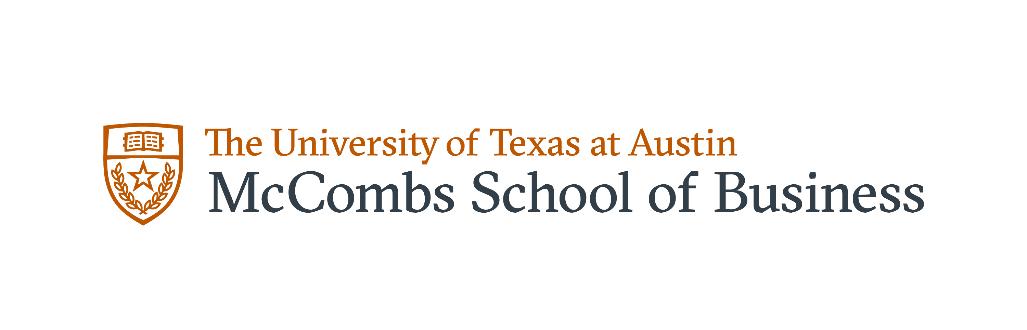 The University of Texas at Austin
McCombs School of Business